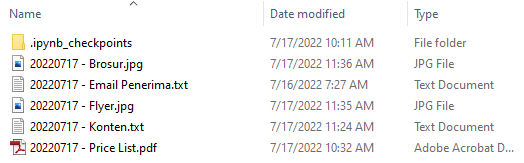 Name Date modified Type
.ipynb_checkpoints 7/17/2022 10:11 AM File folder
20220717 - Brosur.jpg 7/17/2022 11:36 AM JPG File
20220717 - Email Penerima.txt 7/16/2022 7:27 AM Text Document
20220717 - Flyer.jpg 7/17/2022 11:35 AM JPG File
20220717 - Konten.txt 7/17/2022 11:24 AM Text Document
20220717 - Price List.pdf 7/17/2022 10:32 AM Adobe Acrobat D...